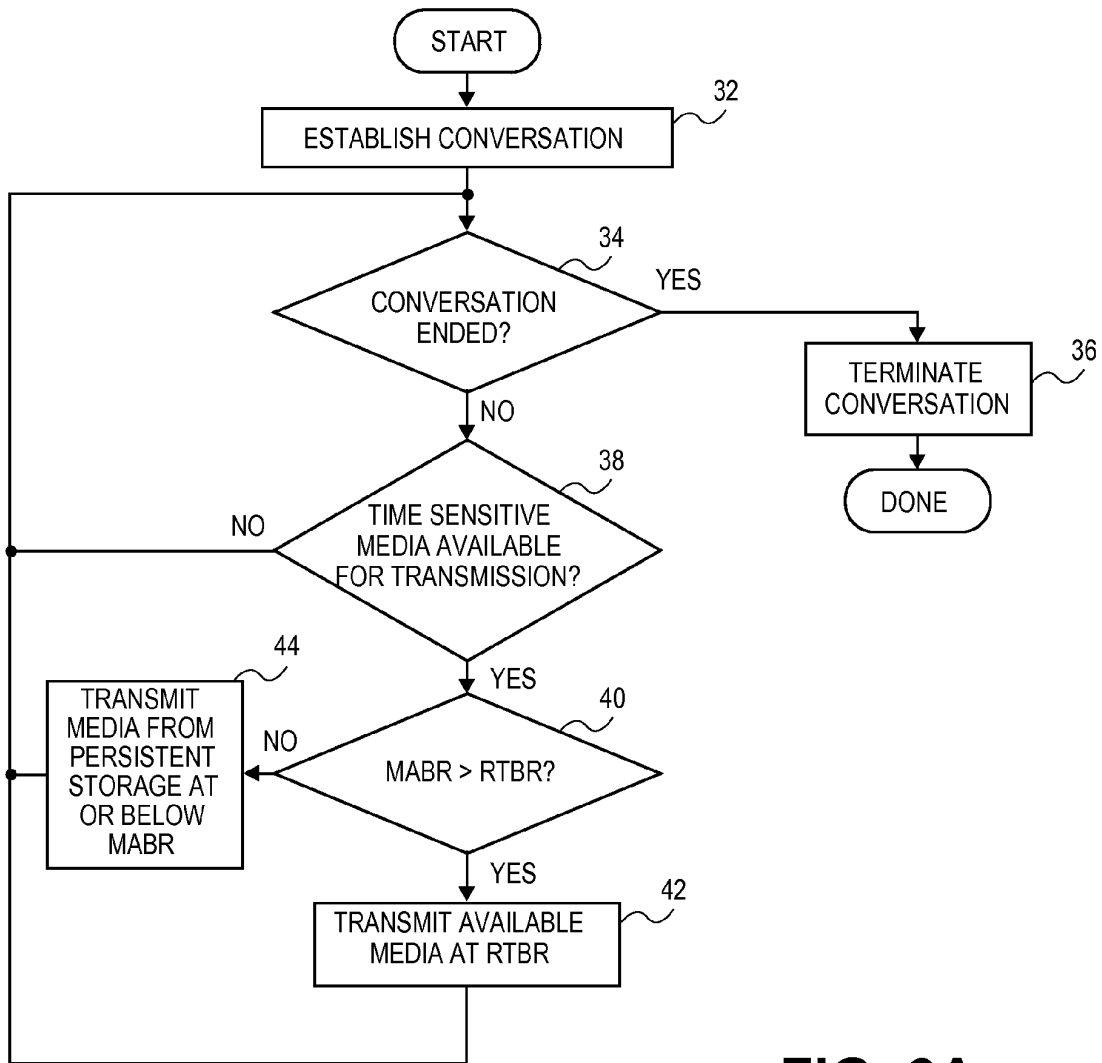 START
32
ESTABLISH CONVERSATION
34
YES
CONVERSATION
ENDED?
36
TERMINATE
CONVERSATION
NO
DONE
38
NO
TIME SENSITIVE
MEDIA AVAILABLE
FOR TRANSMISSION?
44
YES
40
TRANSMIT
MEDIA FROM
PERSISTENT
STORAGE AT
OR BELOW
MABR
NO
MABR > RTBR?
YES
42
TRANSMIT AVAILABLE
MEDIA AT RTBR